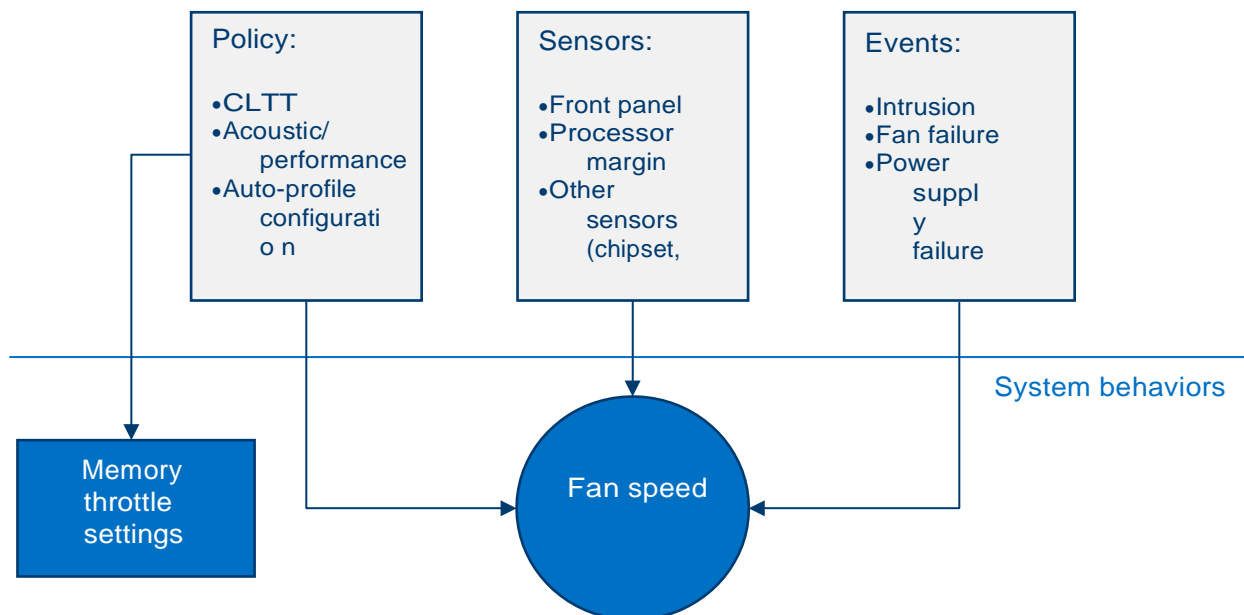 Policy:
•CLTT
•Acoustic/
performance
•Auto-profile
configurati
o n
Sensors:
•Front panel
•Processor
margin
•Other
sensors
(chipset,
Events:
•Intrusion
•Fan failure
•Power
suppl
y
failure
System behaviors
Memory
throttle
settings
Fan speed